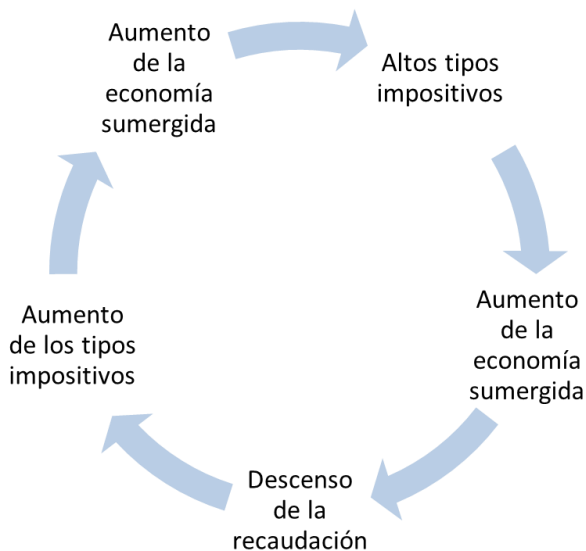 Aumento
de la
economía
sumergida
Altos tipos
impositivos
Aumento
de la
economía
sumergida
Descenso
de la
recaudación
Aumento
de los tipos
impositivos